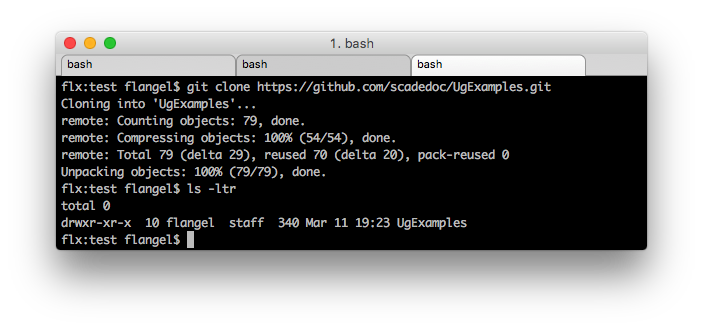 1. bash
bash bash bash
flx:test flangel$ git clone https://github.com/scadedoc/UgExamples.git
Cloning into 'UgExamples'...
remote: Counting objects: 79, done.
remote: Compressing objects: 100% (54/54), done.
remote: Total 79 (delta 29), reused 70 (delta 20), pack-reused 0
Unpacking objects: 100% (79/79), done.
flx:test flangel$ ls -ltr
total 0
drwxr-xr-x  10 flangel  staff  340 Mar 11 19:23 UgExamples
flx:test flangel$